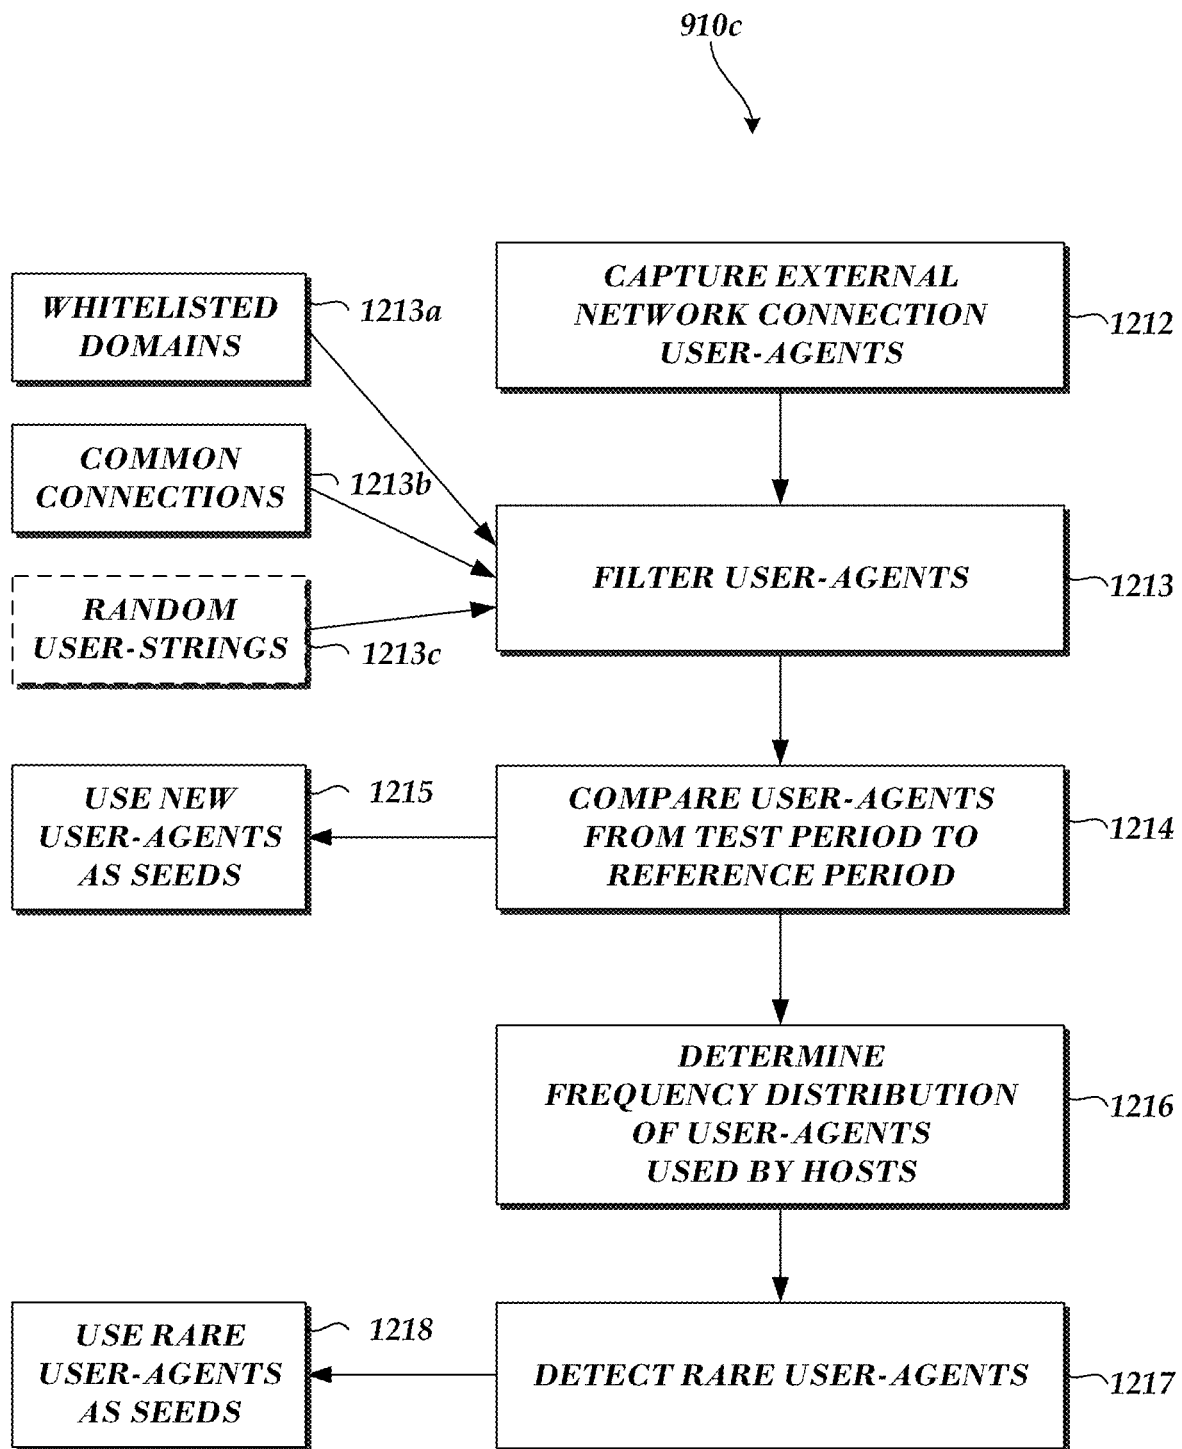 910c
CAPTURE EXTERNAL
NETWORK CONNECTION
USER-AGENTS
1212
WHITELISTED
DOMAINS
1213a
COMMON
CONNECTIONS
1213b
RANDOM
USER-STRINGS
1213c
FILTER USER-AGENTS
1213
USE NEW
USER-AGENTS
AS SEEDS
1215
COMPARE USER-AGENTS
FROM TEST PERIOD TO
REFERENCE PERIOD
1214
DETERMINE
FREQUENCY DISTRIBUTION
OF USER-AGENTS
USED BY HOSTS
1216
USE RARE
USER-AGENTS
AS SEEDS
1218
DETECT RARE USER-AGENTS
1217